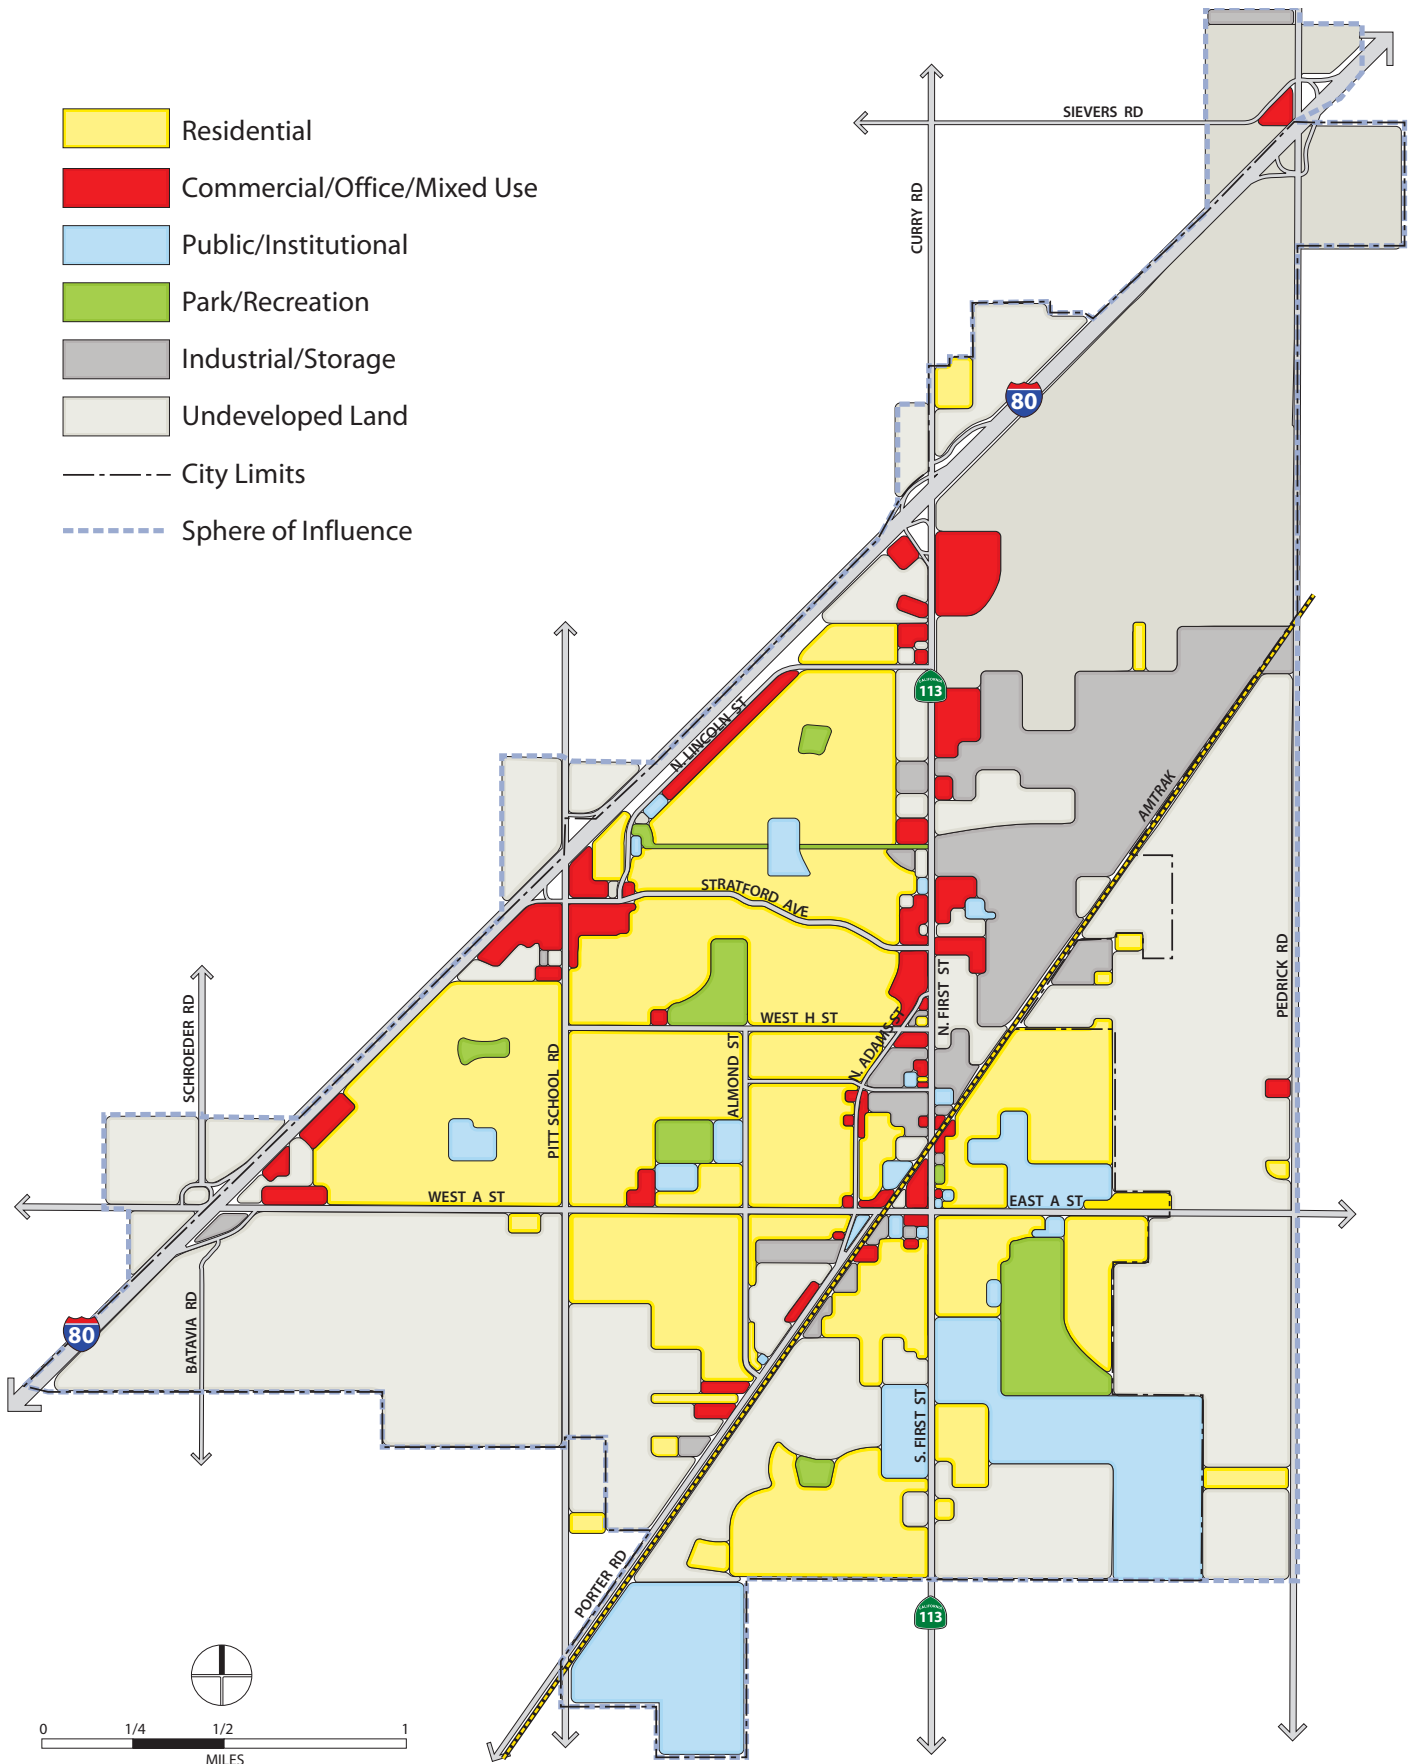 SIEVERS RD
Residential
Commercial/Office/Mixed Use
CURRY RD
Public/Institutional
Park/Recreation
Industrial/Storage
80
Undeveloped Land
City Limits
Sphere of Influence
CALIFORNIA
113
N. LINCOLN ST
AMTRAK
STRATFORD AVE
N. FIRST ST
PEDRICK RD
SCHROEDER RD
WEST H ST
N. ADAMS ST
ALMOND ST
PITT SCHOOL RD
WEST A ST
EAST A ST
BATAVIA RD
80
S. FIRST ST
PORTER RD
CALIFORNIA
113
0 1/4 1/2 1
MILES